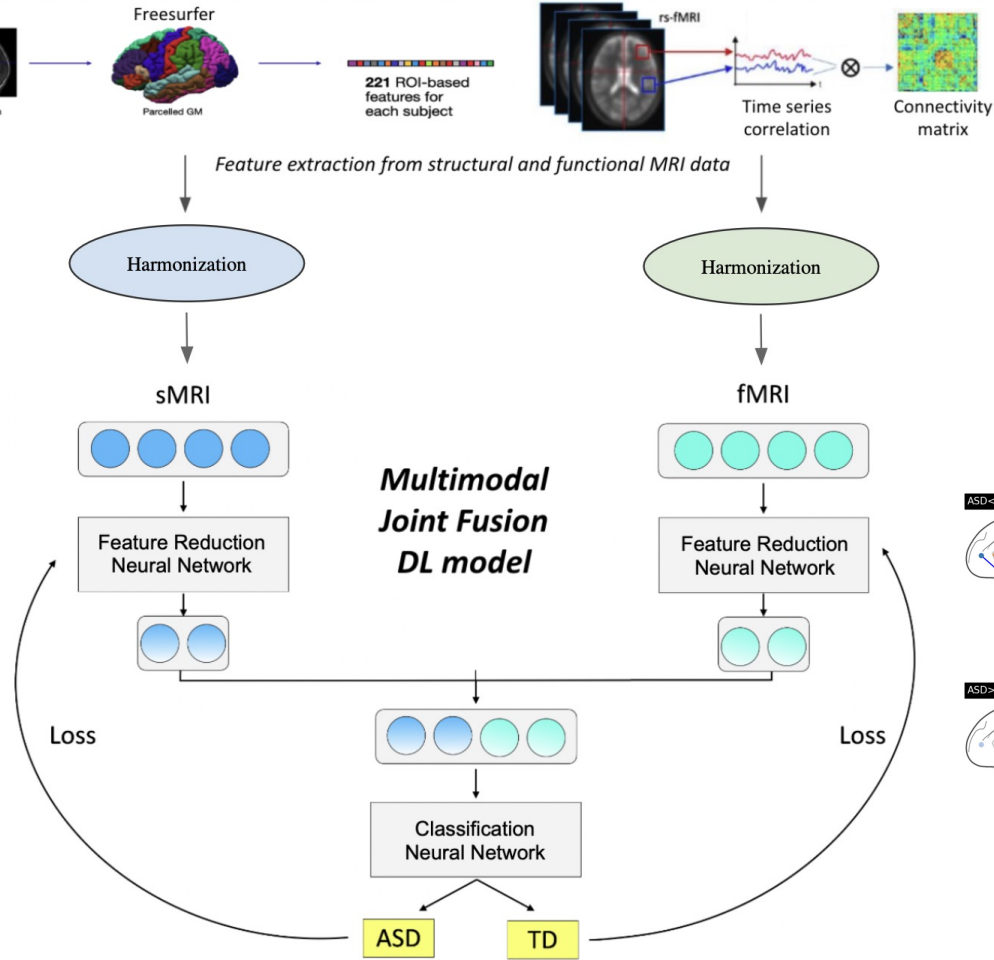 Freesurfer
Parcelled GM
221 ROI-based
features for
each subject
rs-fMRI
t
Time series
correlation
Connectivity
matrix
Feature extraction from structural and functional MRI data
Harmonization
Harmonization
sMRI
fMRI
Multimodal
Joint Fusion
DL model
Feature Reduction
Neural Network
Feature Reduction
Neural Network
ASD<
ASD>
Loss
Loss
Classification
Neural Network
ASD
TD